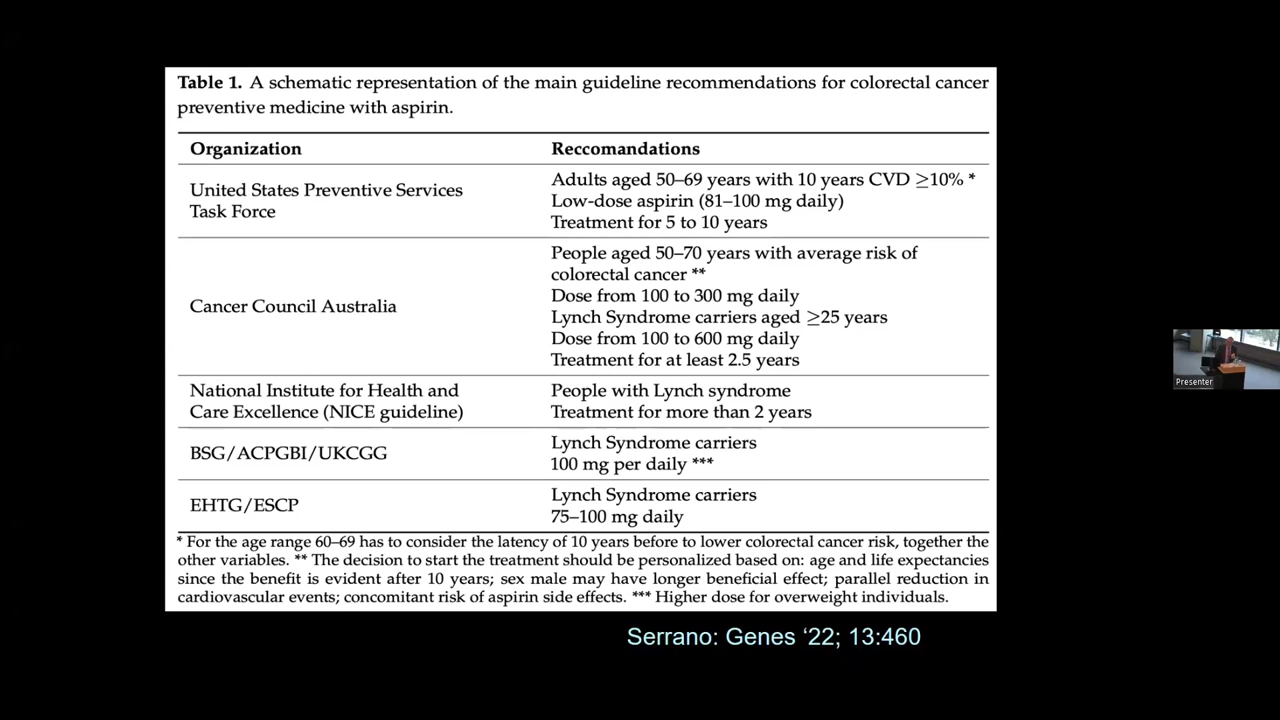 Table 1. A schematic representation of the main guideline recommendations for colorectal cancer
preventive medicine with aspirin.
Organization
Reccomandations
United States Preventive Services
Task Force
Adults aged 50–69 years with 10 years CVD ≥10% *
Low-dose aspirin (81–100 mg daily)
Treatment for 5 to 10 years
Cancer Council Australia
People aged 50–70 years with average risk of
colorectal cancer **
Dose from 100 to 300 mg daily
Lynch Syndrome carriers aged ≥25 years
Dose from 100 to 600 mg daily
Treatment for at least 2.5 years
National Institute for Health and
Care Excellence (NICE guideline)
People with Lynch syndrome
Treatment for more than 2 years
BSG/ACPGBI/UKCGG
Lynch Syndrome carriers
100 mg per daily ***
EHTG/ESCP
Lynch Syndrome carriers
75–100 mg daily
* For the age range 60–69 has to consider the latency of 10 years before to lower colorectal cancer risk, together the
other variables. ** The decision to start the treatment should be personalized based on: age and life expectancies
since the benefit is evident after 10 years; sex male may have longer beneficial effect; parallel reduction in
cardiovascular events; concomitant risk of aspirin side effects. *** Higher dose for overweight individuals.
Serrano: Genes ‘22; 13:460
Presenter